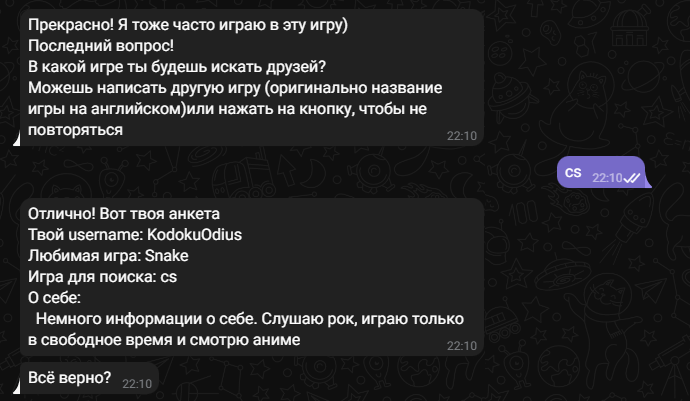 Прекрасно! Я тоже часто играю в эту игру)
Последний вопрос!
В какой игре ты будешь искать друзей?
Можешь написать другую игру (оригинально название
игры на английском)или нажать на кнопку, чтобы не
повторяться
22:10
cs 22:10
Отлично! Вот твоя анкета
Твой username: KodokuOdius
Любимая игра: Snake
Игра для поиска: cs
О себе:
Немного информации о себе. Слушаю рок, играю только
в свободное время и смотрю аниме
22:10
Всё верно? 22:10